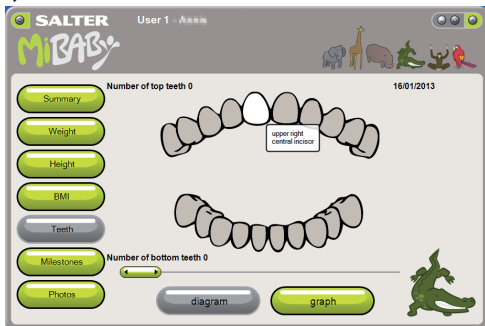 SALTER
User 1 -
MiBABY
Number of top teeth 0
16/01/2013
Summary
upper right
central incisor
Weight
Height
BMI
Teeth
Number of bottom teeth 0
Milestones
Photos
diagram
graph